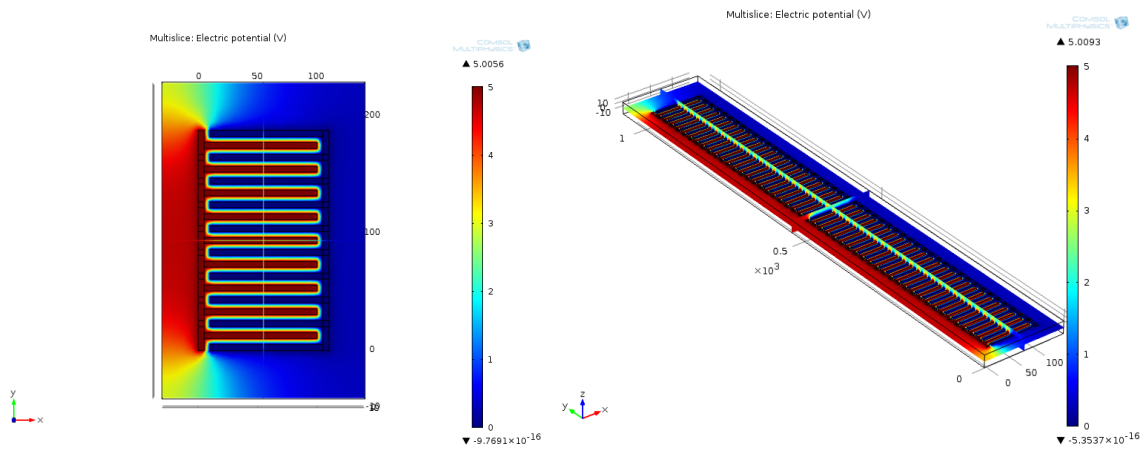 Multislice: Electric potential (V)
COMSOL
MULTIPHYSICS
▲ 5.0056
0 50 100
5
4
3
2
1
0
200
100
0
y
x
▼ -9.7691×10⁻¹⁶
Multislice: Electric potential (V)
COMSOL
MULTIPHYSICS
▲ 5.0093
5
4
3
2
1
0
10
-10
1
0.5
×10³
0
0
50
100
z
y
x
▼ -5.3537×10⁻¹⁶